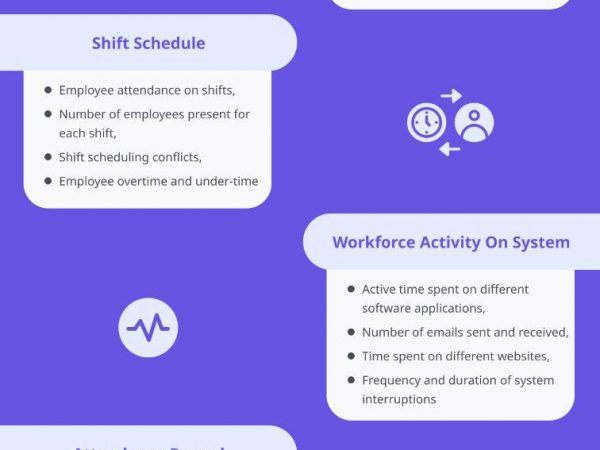 Shift Schedule
Employee attendance on shifts,
Number of employees present for
each shift,
Shift scheduling conflicts,
Employee overtime and under-time
Workforce Activity On System
Active time spent on different
software applications,
Number of emails sent and received,
Time spent on different websites,
Frequency and duration of system
interruptions